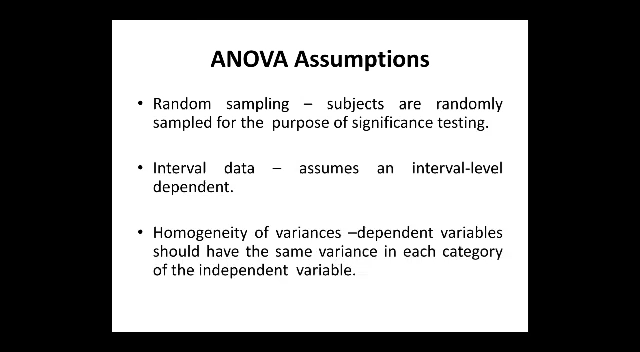 ANOVA Assumptions
• Random sampling – subjects are randomly
sampled for the purpose of significance testing.
• Interval data – assumes an interval-level
dependent.
• Homogeneity of variances –dependent variables
should have the same variance in each category
of the independent variable.